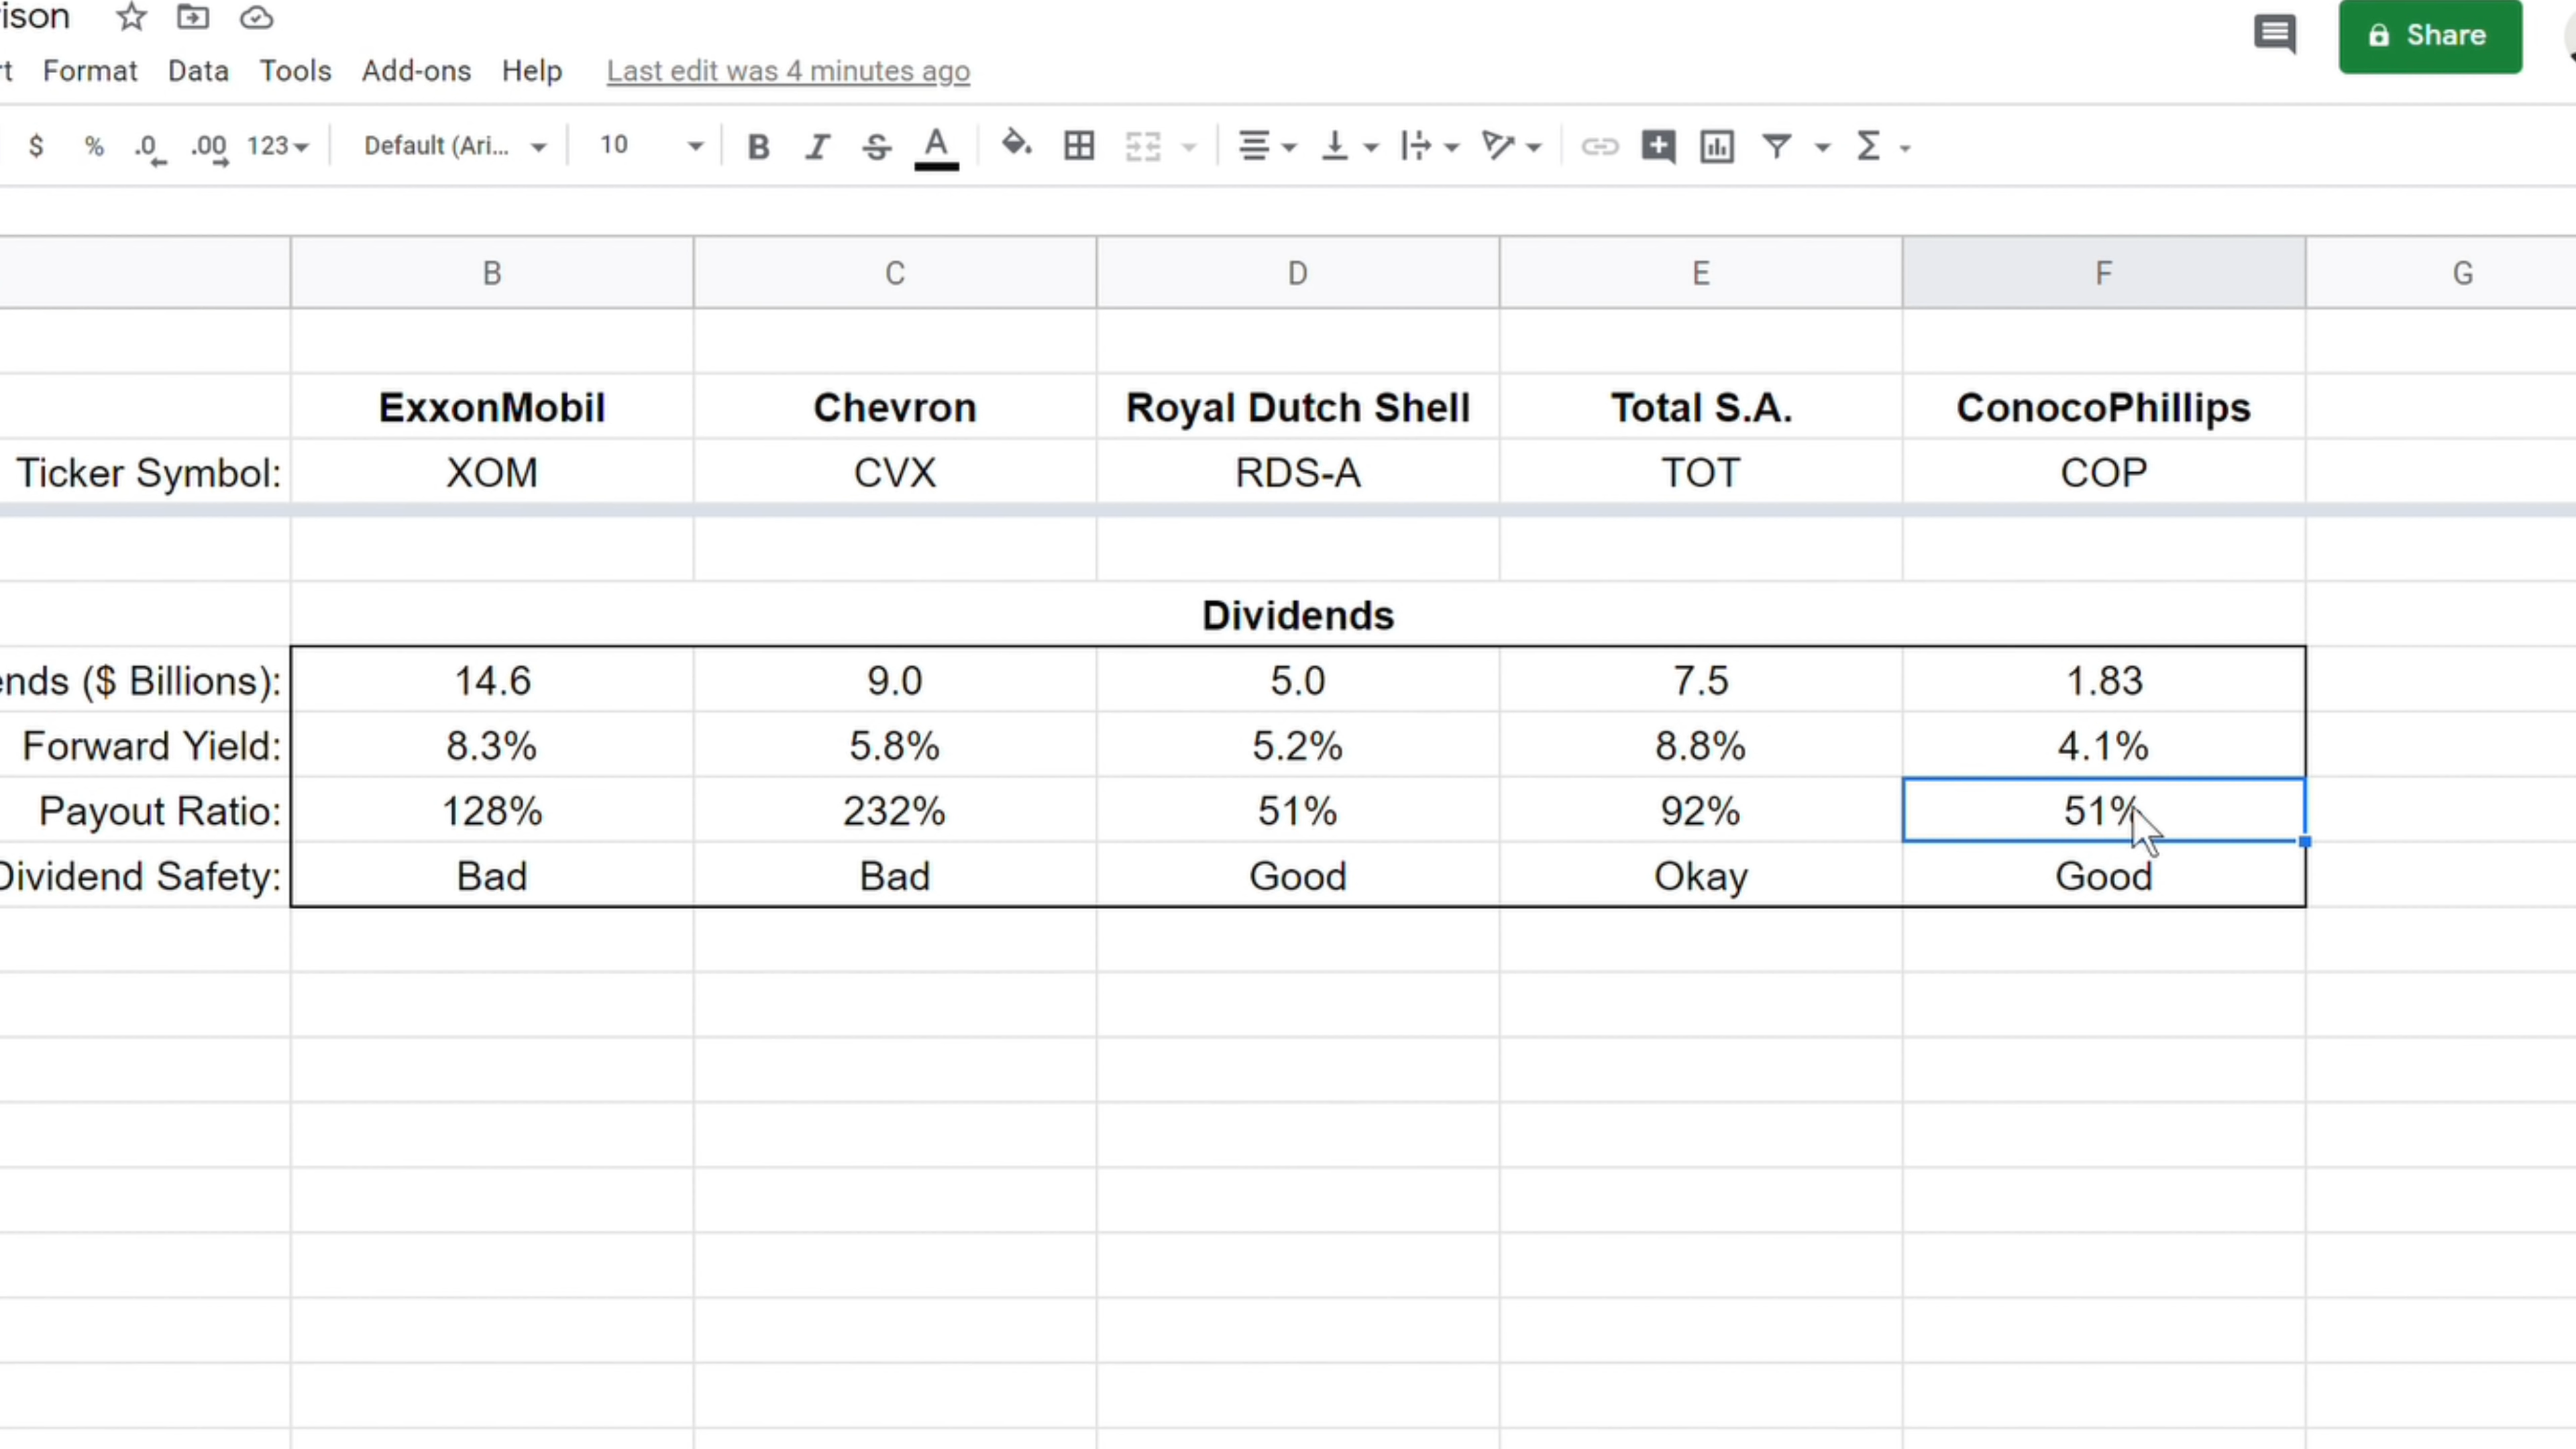 ison
Format Data Tools Add-ons Help Last edit was 4 minutes ago
Share
$ % .0 .00 123 Default (Ari... 10 B I S A Σ
B C D E F G
ExxonMobil Chevron Royal Dutch Shell Total S.A. ConocoPhillips
Ticker Symbol: XOM CVX RDS-A TOT COP
Dividends
ends ($ Billions): 14.6 9.0 5.0 7.5 1.83
Forward Yield: 8.3% 5.8% 5.2% 8.8% 4.1%
Payout Ratio: 128% 232% 51% 92% 51%
Dividend Safety: Bad Bad Good Okay Good